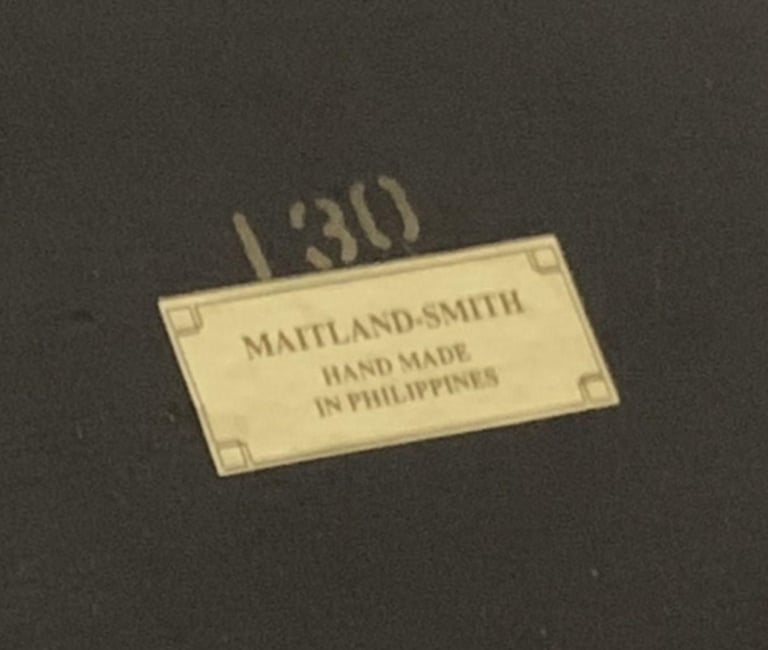 130
MAITLAND-SMITH
HAND MADE
IN PHILIPPINES